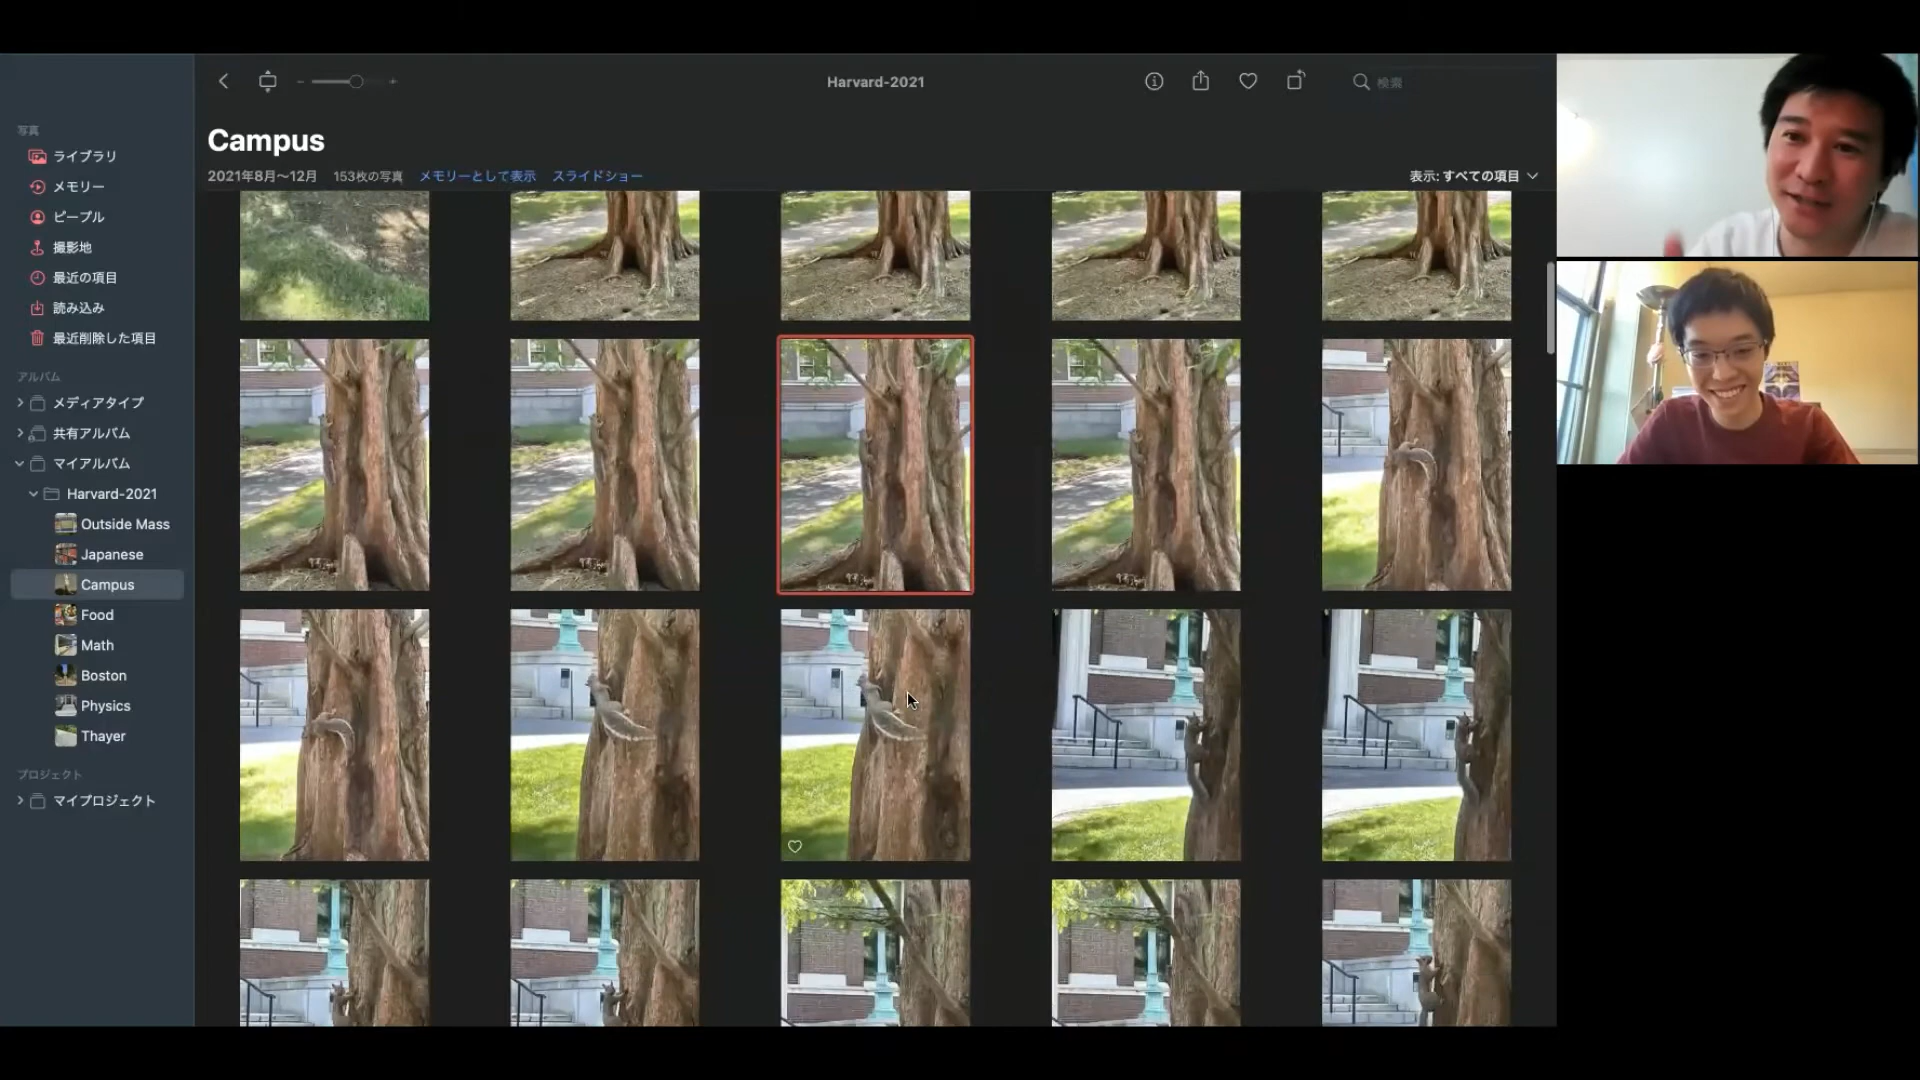 Harvard-2021
検索
Campus
2021年8月〜12月 153枚の写真 メモリーとして表示 スライドショー
表示: すべての項目
写真
ライブラリ
メモリー
ピープル
撮影地
最近の項目
読み込み
最近削除した項目
アルバム
メディアタイプ
共有アルバム
マイアルバム
Harvard-2021
Outside Mass
Japanese
Campus
Food
Math
Boston
Physics
Thayer
プロジェクト
マイプロジェクト